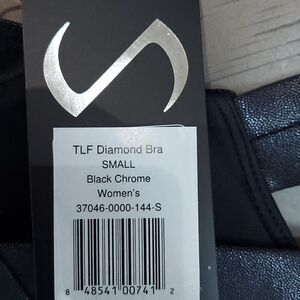 TLF Diamond Bra
SMALL
Black Chrome
Women's
37046-0000-144-S
8 48541 00741 2